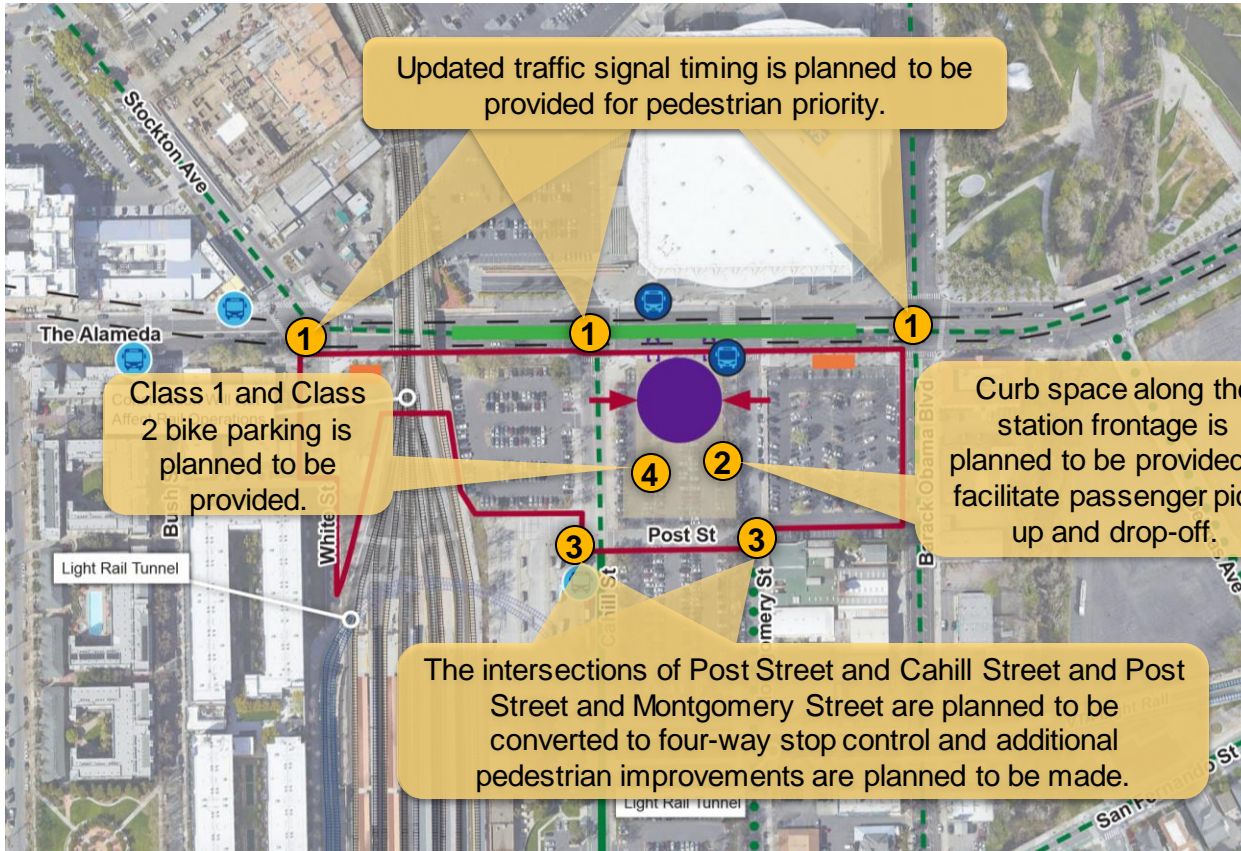 Updated traffic signal timing is planned to be
provided for pedestrian priority.
Stockton Ave
The Alameda
1
1
1
Class 1 and Class
2 bike parking is
planned to be
provided.
Curb space along the
station frontage is
planned to be provided
facilitate passenger pic
up and drop-off.
4
2
Bush S
White St
Barack Obama Blvd
Post St
3
3
Light Rail Tunnel
Cahill St
omery St
s Ave
The intersections of Post Street and Cahill Street and Post
Street and Montgomery Street are planned to be
converted to four-way stop control and additional
pedestrian improvements are planned to be made.
Light Rail Tunnel
San Fernando St